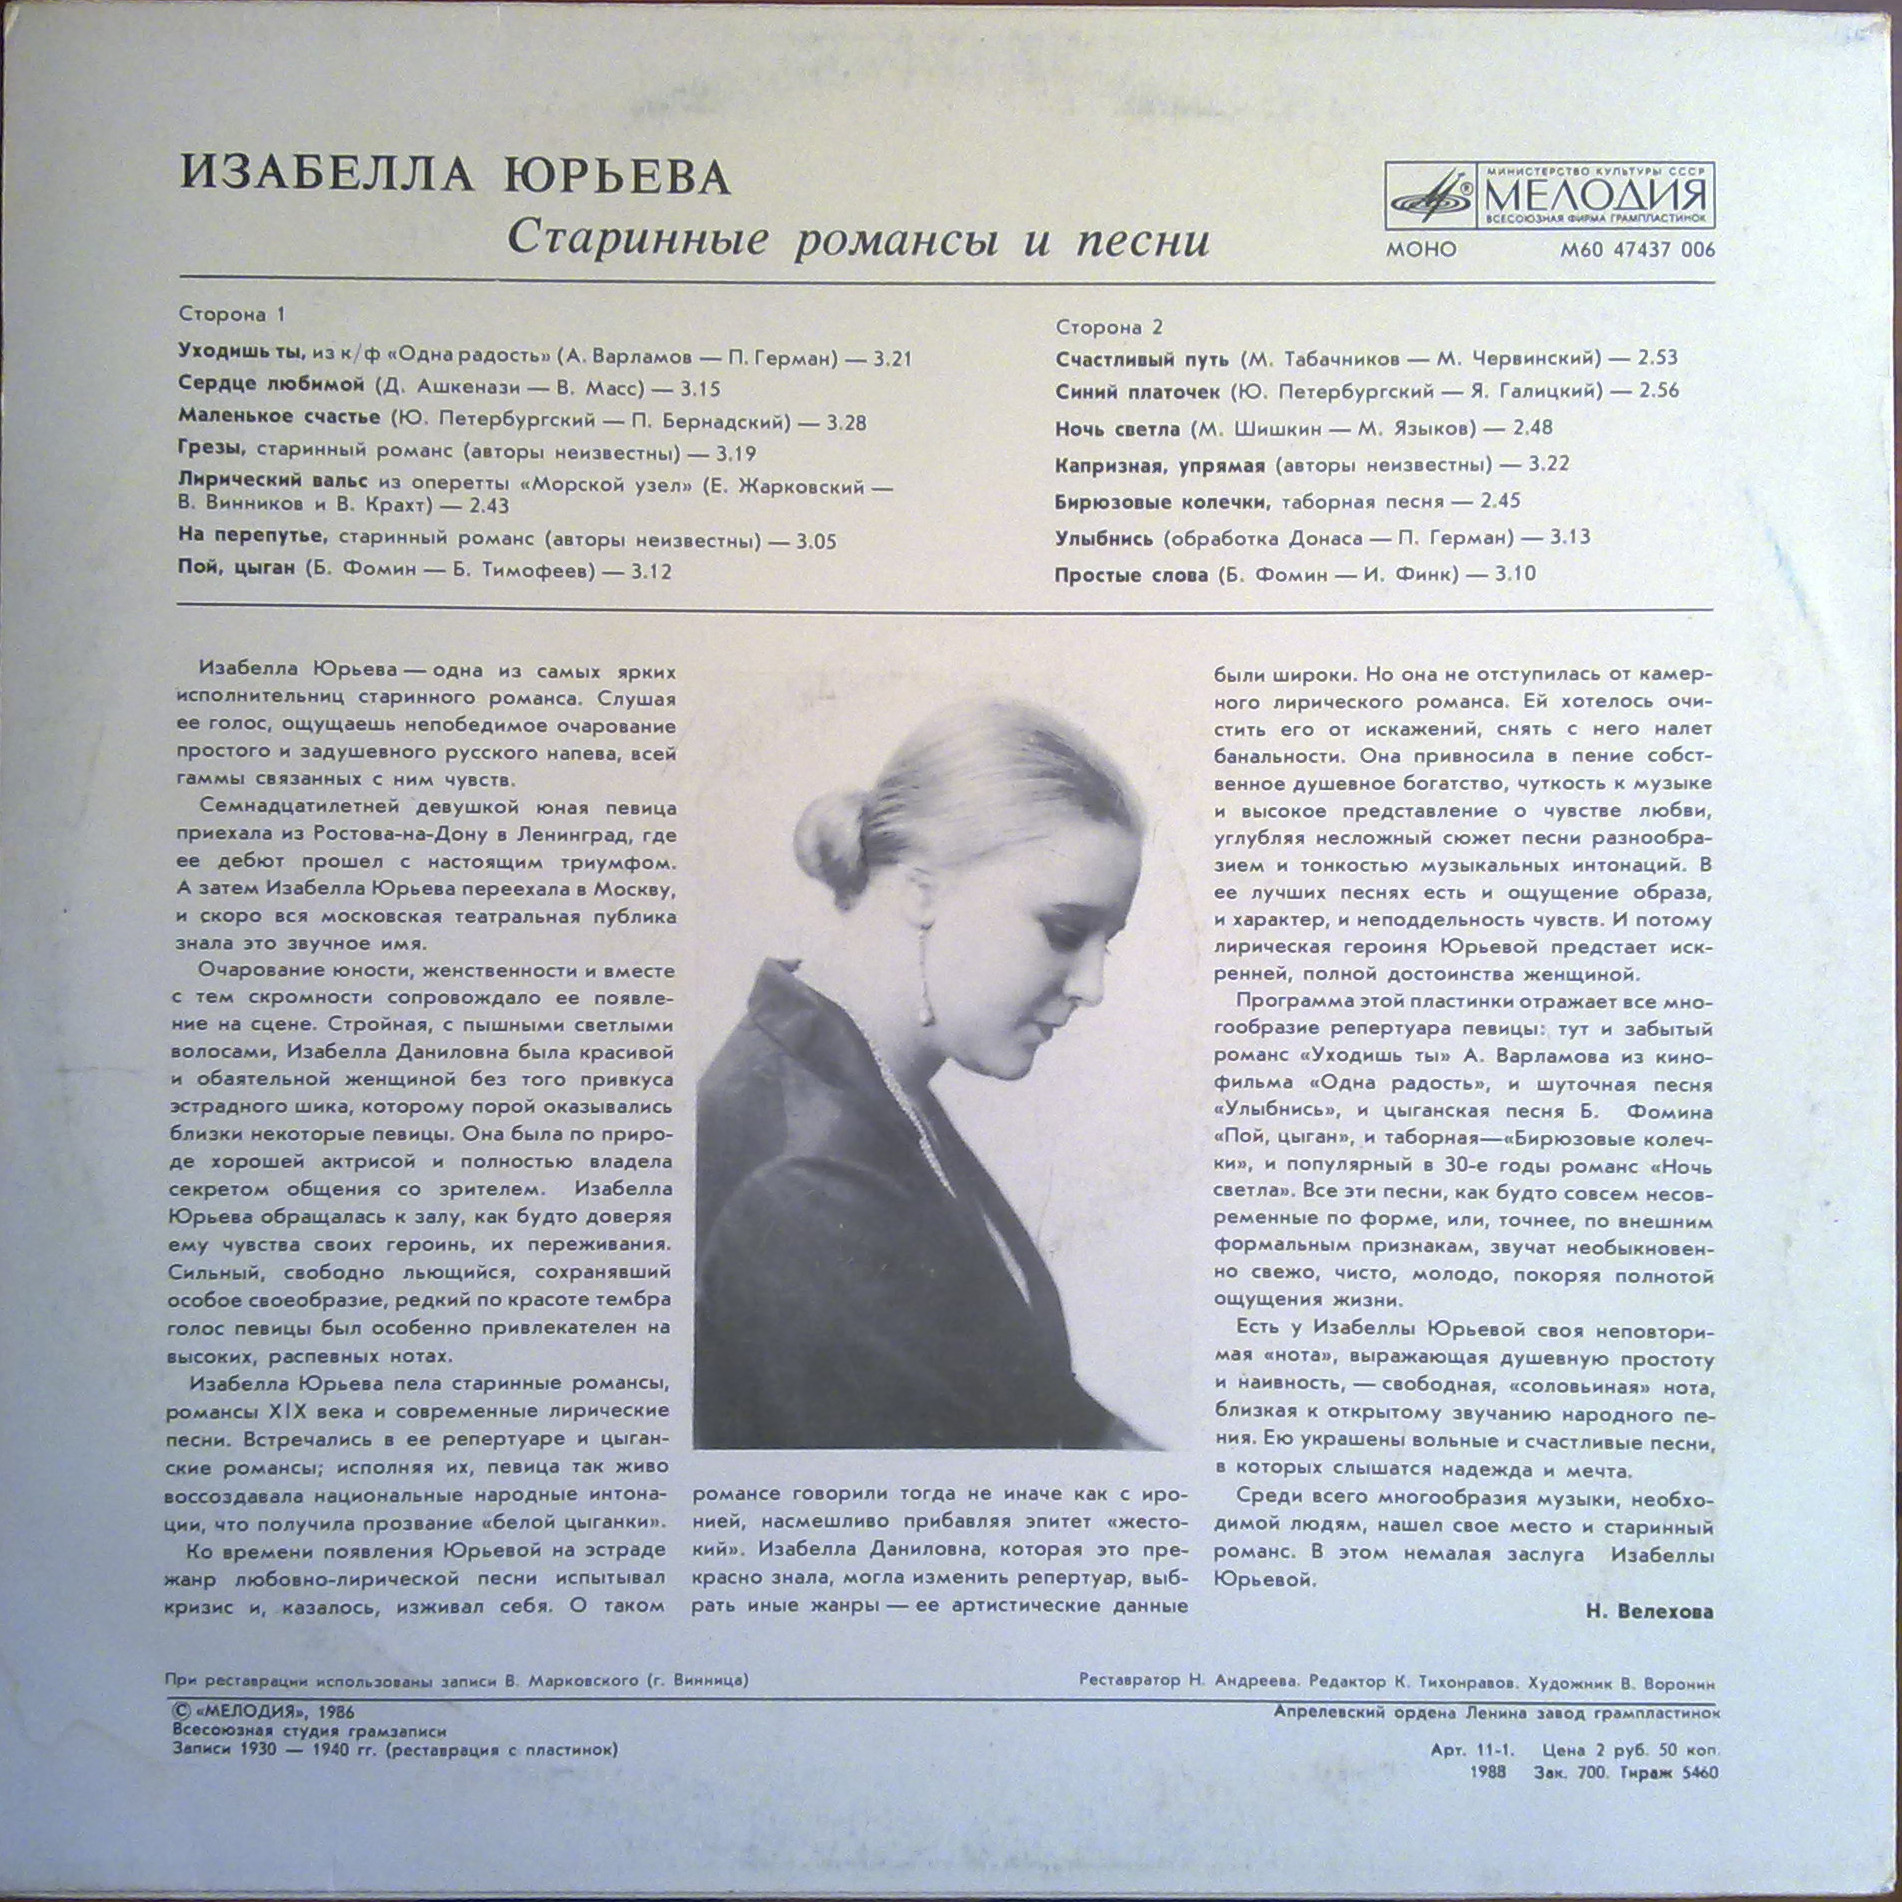 ИЗАБЕЛЛА ЮРЬЕВА
Старинные романсы и песни
МИНИСТЕРСТВО КУЛЬТУРЫ СССР
МЕЛОДИЯ
ВСЕСОЮЗНАЯ ФИРМА ГРАМПЛАСТИНОК
МОНО М60 47437 006
Сторона 1
Уходишь ты, из к/ф «Одна радость» (А. Варламов — П. Герман) — 3.21
Сердце любимой (Д. Ашкенази — В. Масс) — 3.15
Маленькое счастье (Ю. Петербургский — П. Бернадский) — 3.28
Грезы, старинный романс (авторы неизвестны) — 3.19
Лирический вальс из оперетты «Морской узел» (Е. Жарковский —
В. Винников и В. Крахт) — 2.43
На перепутье, старинный романс (авторы неизвестны) — 3.05
Пой, цыган (Б. Фомин — Б. Тимофеев) — 3.12
Сторона 2
Счастливый путь (М. Табачников — М. Червинский) — 2.53
Синий платочек (Ю. Петербургский — Я. Галицкий) — 2.56
Ночь светла (М. Шишкин — М. Языков) — 2.48
Капризная, упрямая (авторы неизвестны) — 3.22
Бирюзовые колечки, таборная песня — 2.45
Улыбнись (обработка Донаса — П. Герман) — 3.13
Простые слова (Б. Фомин — И. Финк) — 3.10
Изабелла Юрьева — одна из самых ярких
исполнительниц старинного романса. Слушая
ее голос, ощущаешь непобедимое очарование
простого и задушевного русского напева, всей
гаммы связанных с ним чувств.
Семнадцатилетней девушкой юная певица
приехала из Ростова-на-Дону в Ленинград, где
ее дебют прошел с настоящим триумфом.
А затем Изабелла Юрьева переехала в Москву,
и скоро вся московская театральная публика
знала это звучное имя.
Очарование юности, женственности и вместе
с тем скромности сопровождало ее появле-
ние на сцене. Стройная, с пышными светлыми
волосами, Изабелла Даниловна была красивой
и обаятельной женщиной без того привкуса
эстрадного шика, которому порой оказывались
близки некоторые певицы. Она была по приро-
де хорошей актрисой и полностью владела
секретом общения со зрителем. Изабелла
Юрьева обращалась к залу, как будто доверяя
ему чувства своих героинь, их переживания.
Сильный, свободно льющийся, сохранявший
особое своеобразие, редкий по красоте тембра
голос певицы был особенно привлекателен на
высоких, распевных нотах.
Изабелла Юрьева пела старинные романсы,
романсы XIX века и современные лирические
песни. Встречались в ее репертуаре и цыган-
ские романсы; исполняя их, певица так живо
воссоздавала национальные народные интона-
ции, что получила прозвание «белой цыганки».
Ко времени появления Юрьевой на эстраде
жанр любовно-лирической песни испытывал
кризис и, казалось, изживал себя. О таком
романсе говорили тогда не иначе как с иро-
нией, насмешливо прибавляя эпитет «жесто-
кий». Изабелла Даниловна, которая это пре-
красно знала, могла изменить репертуар, выб-
рать иные жанры — ее артистические данные
были широки. Но она не отступилась от камер-
ного лирического романса. Ей хотелось очи-
стить его от искажений, снять с него налет
банальности. Она привносила в пение собст-
венное душевное богатство, чуткость к музыке
и высокое представление о чувстве любви,
углубляя несложный сюжет песни разнообра-
зием и тонкостью музыкальных интонаций. В
ее лучших песнях есть и ощущение образа,
и характер, и неподдельность чувств. И потому
лирическая героиня Юрьевой предстает иск-
ренней, полной достоинства женщиной.
Программа этой пластинки отражает все мно-
гообразие репертуара певицы: тут и забытый
романс «Уходишь ты» А. Варламова из кино-
фильма «Одна радость», и шуточная песня
«Улыбнись», и цыганская песня Б. Фомина
«Пой, цыган», и таборная—«Бирюзовые колеч-
ки», и популярный в 30-е годы романс «Ночь
светла». Все эти песни, как будто совсем несов-
ременные по форме, или, точнее, по внешним
формальным признакам, звучат необыкновен-
но свежо, чисто, молодо, покоряя полнотой
ощущения жизни.
Есть у Изабеллы Юрьевой своя неповтори-
мая «нота», выражающая душевную простоту
и наивность, — свободная, «соловьиная» нота,
близкая к открытому звучанию народного пе-
ния. Ею украшены вольные и счастливые песни,
в которых слышатся надежда и мечта.
Среди всего многообразия музыки, необхо-
димой людям, нашел свое место и старинный
романс. В этом немалая заслуга Изабеллы
Юрьевой.
Н. Велехова
При реставрации использованы записи В. Марковского (г. Винница)
Реставратор Н. Андреева. Редактор К. Тихонравов. Художник В. Воронин
© «МЕЛОДИЯ», 1986
Всесоюзная студия грамзаписи
Записи 1930 — 1940 гг. (реставрация с пластинок)
Апрелевский ордена Ленина завод грампластинок
Арт. 11-1. Цена 2 руб. 50 коп.
1988 Зак. 700. Тираж 5460